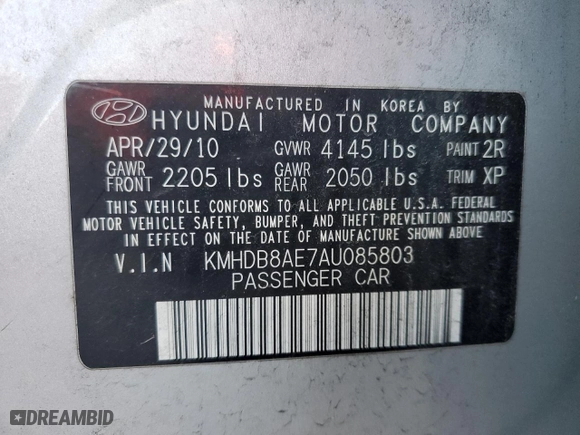 MANUFACTURED IN KOREA BY
HYUNDAI MOTOR COMPANY
APR/29/10 GVWR 4145 lbs PAINT 2R
GAWR FRONT 2205 lbs GAWR REAR 2050 lbs TRIM XP
THIS VEHICLE CONFORMS TO ALL APPLICABLE U.S.A. FEDERAL
MOTOR VEHICLE SAFETY, BUMPER, AND THEFT PREVENTION STANDARDS
IN EFFECT ON THE DATE OF MANUFACTURE SHOWN ABOVE
V.I.N KMHDB8AE7AU085803
PASSENGER CAR
DREAMBID